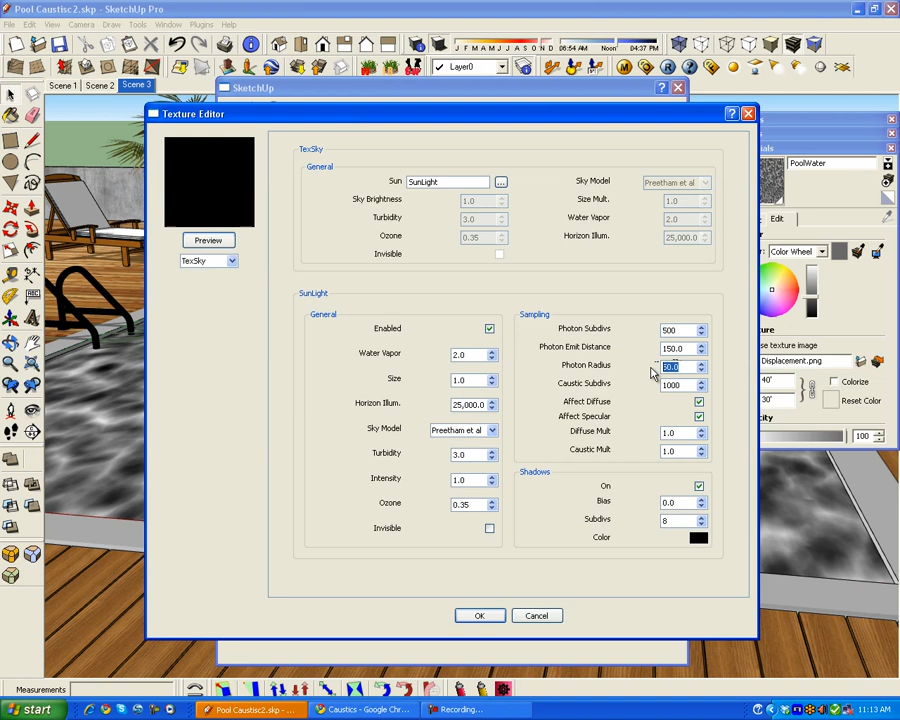 Pool Caustisc2.skp - SketchUp Pro
File Edit View Camera Draw Tools Window Plugins Help
J F M A M J J A S O N D 06:54 AM Noon 04:37 PM
Layer0
Scene 1 Scene 2 Scene 3
SketchUp
Texture Editor
TexSky
General
Sun SunLight ... Sky Model Preetham et al
Sky Brightness 1.0 Size Mult. 1.0
Turbidity 3.0 Water Vapor 2.0
Ozone 0.35 Horizon Illum. 25,000.0
Invisible
Preview
TexSky
SunLight
General
Enabled
Water Vapor 2.0
Size 1.0
Horizon Illum. 25,000.0
Sky Model Preetham et al
Turbidity 3.0
Intensity 1.0
Ozone 0.35
Invisible
Sampling
Photon Subdivs 500
Photon Emit Distance 150.0
Photon Radius 50.0
Caustic Subdivs 1000
Affect Diffuse
Affect Specular
Diffuse Mult 1.0
Caustic Mult 1.0
Shadows
On
Bias 0.0
Subdivs 8
Color
OK Cancel
PoolWater
Edit
Color Wheel
Displacement.png
40'
30'
Colorize
Reset Color
100
Measurements
start
Pool Caustisc2.skp - ...
Caustics - Google Chr...
Recording...
11:13 AM